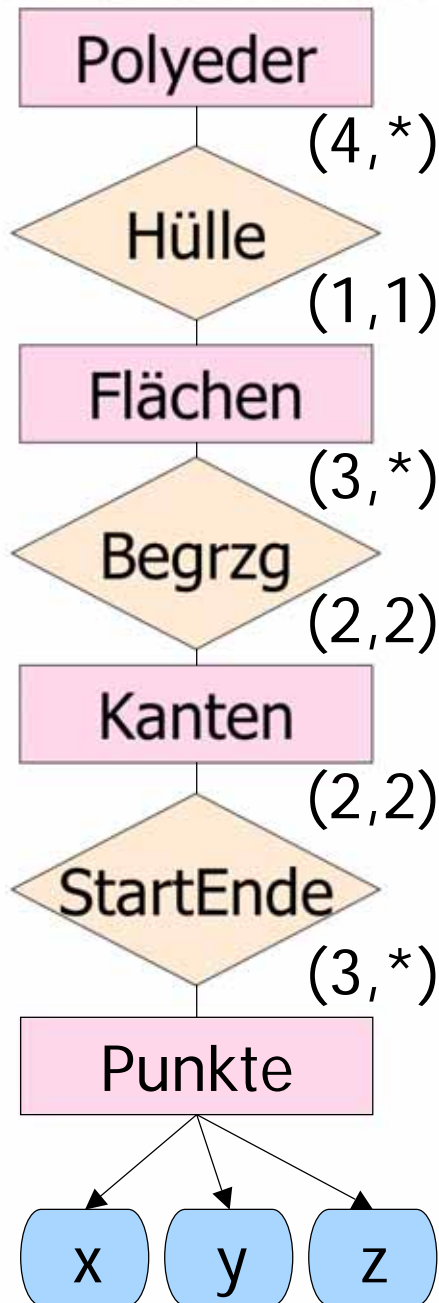 Polyeder
(4,*)
Hülle
(1,1)
Flächen
(3,*)
Begrzg
(2,2)
Kanten
(2,2)
StartEnde
(3,*)
Punkte
x y z